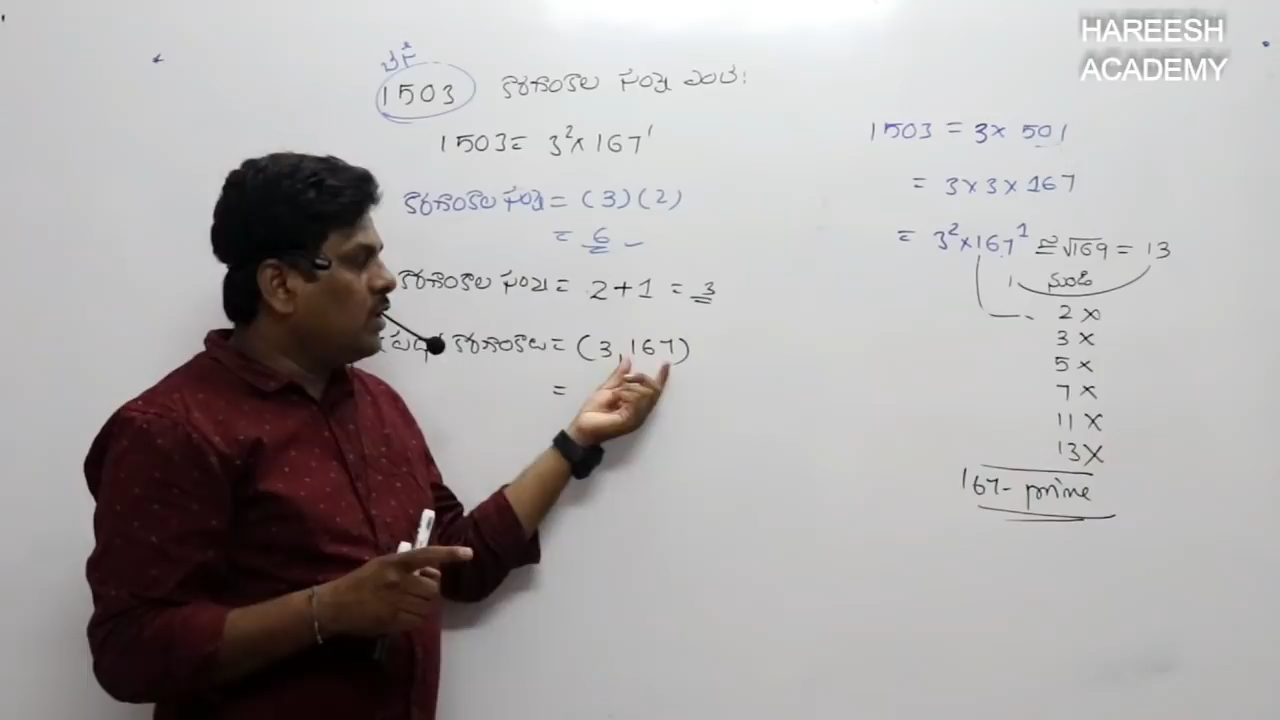 HAREESH
ACADEMY
1503 కారణాంకాల సంఖ్య ఎంత?
1503 = 3² x 167¹
కారణాంకాల సంఖ్య = (3)(2)
= 6
కారణాంకాల సంఖ్య = 2+1 = 3
కారణాంకాలు = (3, 167)
=
1503 = 3 x 501
= 3 x 3 x 167
= 3² x 167¹ ≅ √169 = 13
1 నుండి
2 x
3 x
5 x
7 x
11 x
13 x
167 - prime